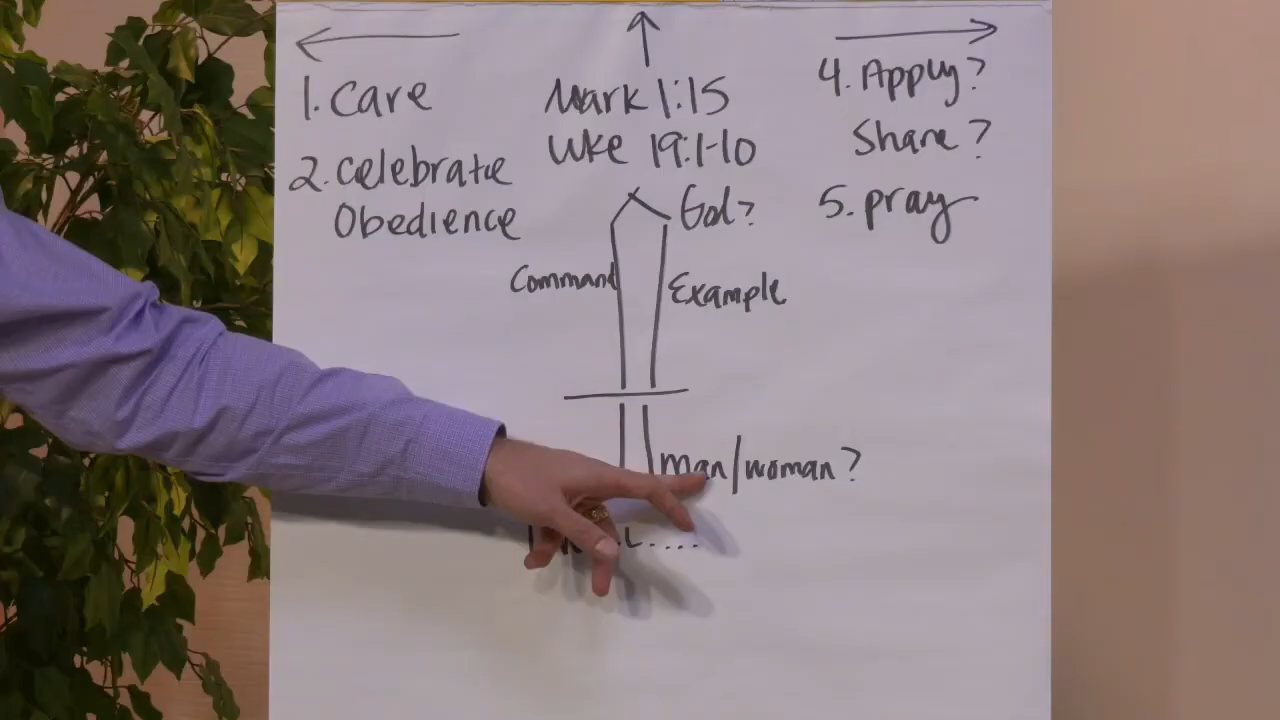 1. Care
2. Celebrate
Obedience
Mark 1:15
Luke 19:1-10
God?
Command
Example
man/woman?
4. Apply?
Share?
5. pray